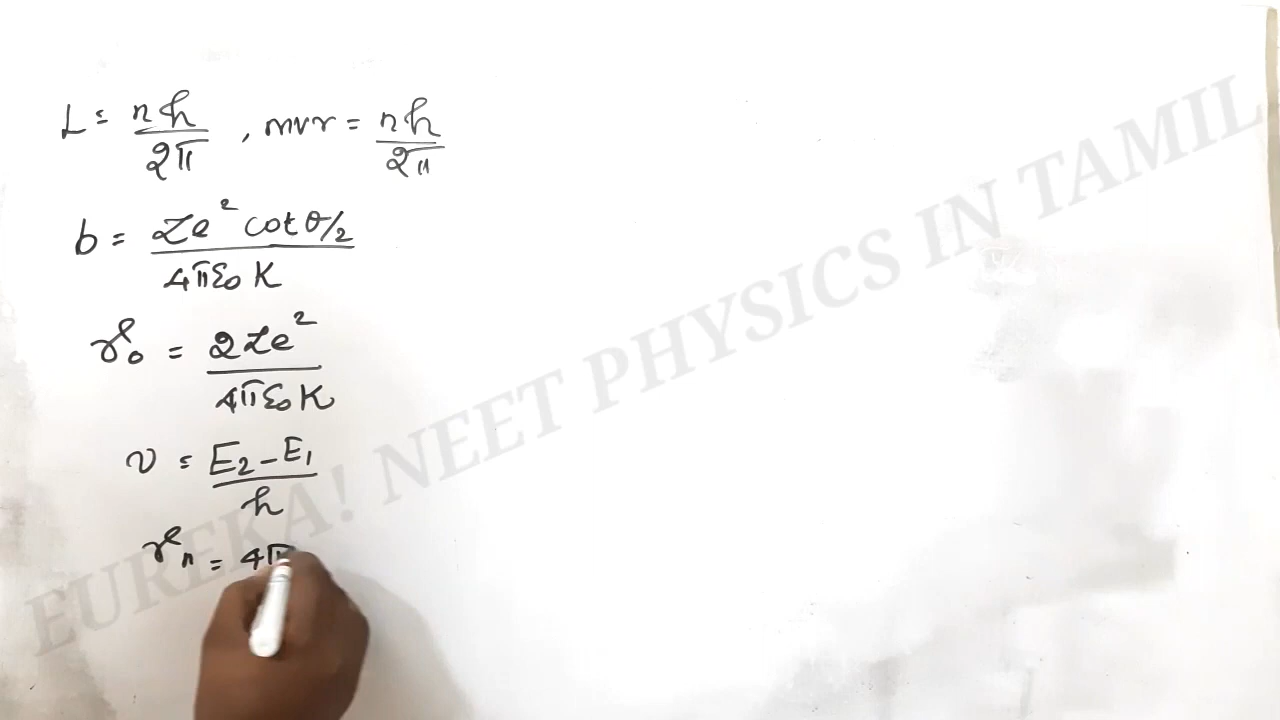 L = nh/2π , mvr = nh/2π
b = Ze² cot θ/2 / 4πε₀K
r₀ = 2Ze² / 4πε₀K
ν = E₂ − E₁ / h
rₙ = 4π
EUREKA! NEET PHYSICS IN TAMIL